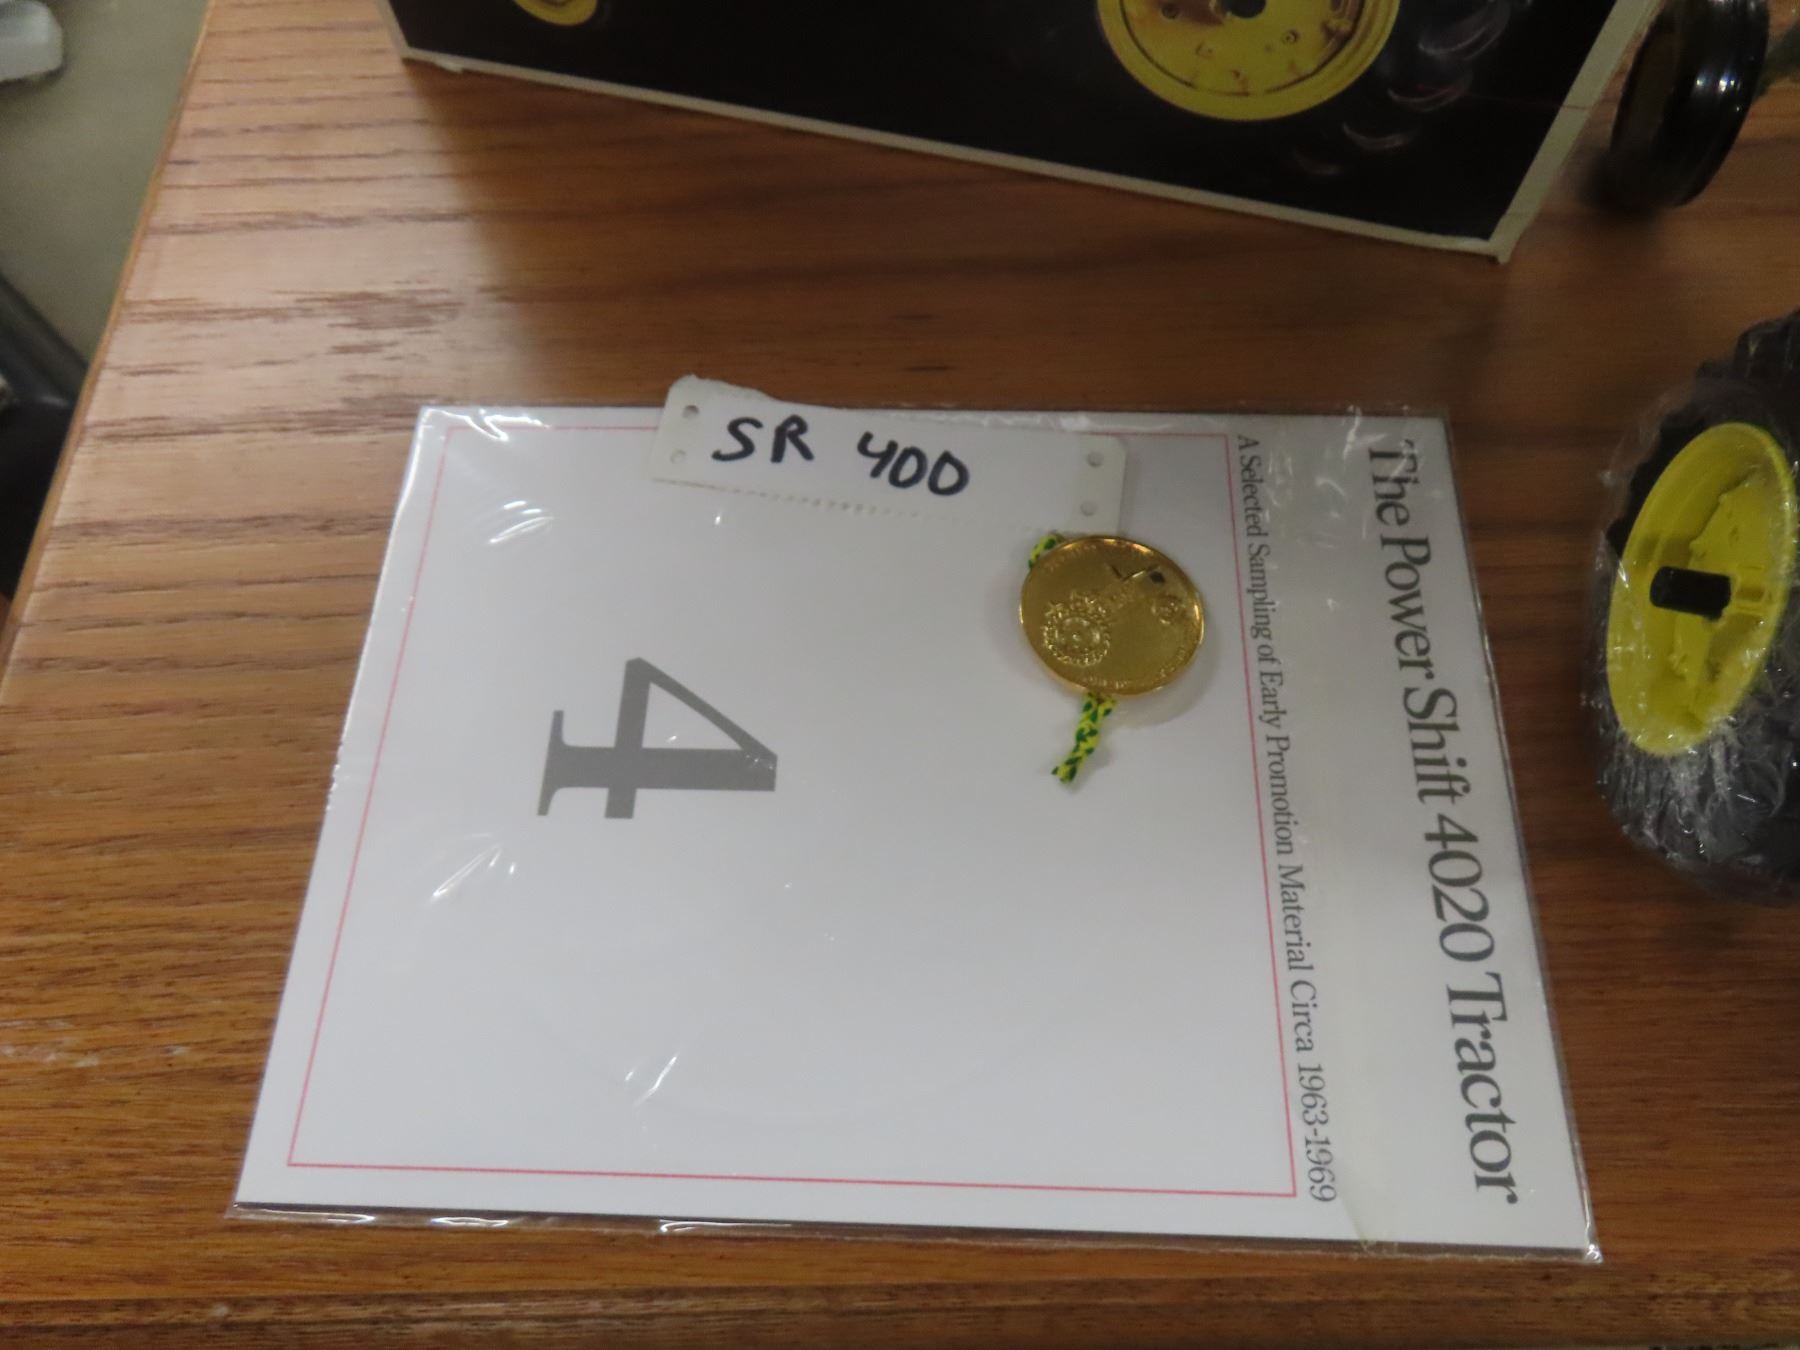 SR 400
The Power Shift 4020 Tractor
A Selected Sampling of Early Promotion Material Circa 1963-1969
4